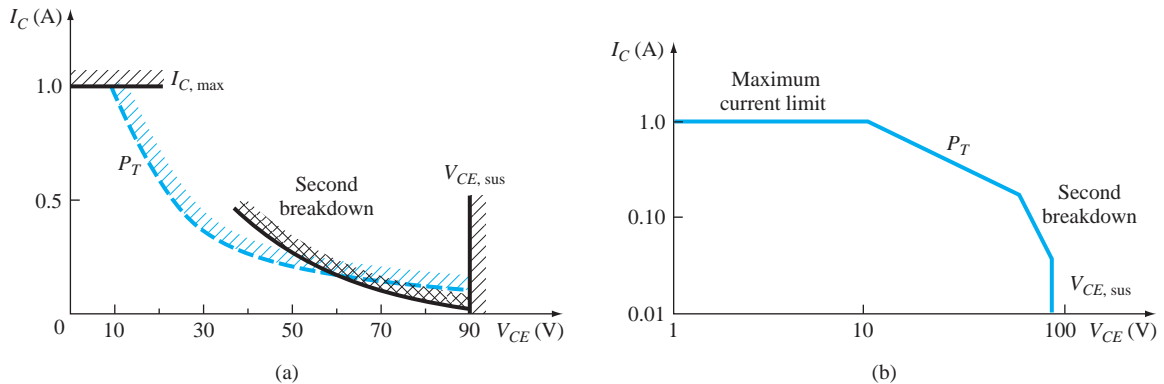 I_C (A)
1.0
I_C, max
P_T
0.5
Second
breakdown
V_CE, sus
0
10
30
50
70
90
V_CE (V)
(a)
I_C (A)
Maximum
current limit
1.0
P_T
Second
breakdown
0.10
V_CE, sus
0.01
1
10
100
V_CE (V)
(b)